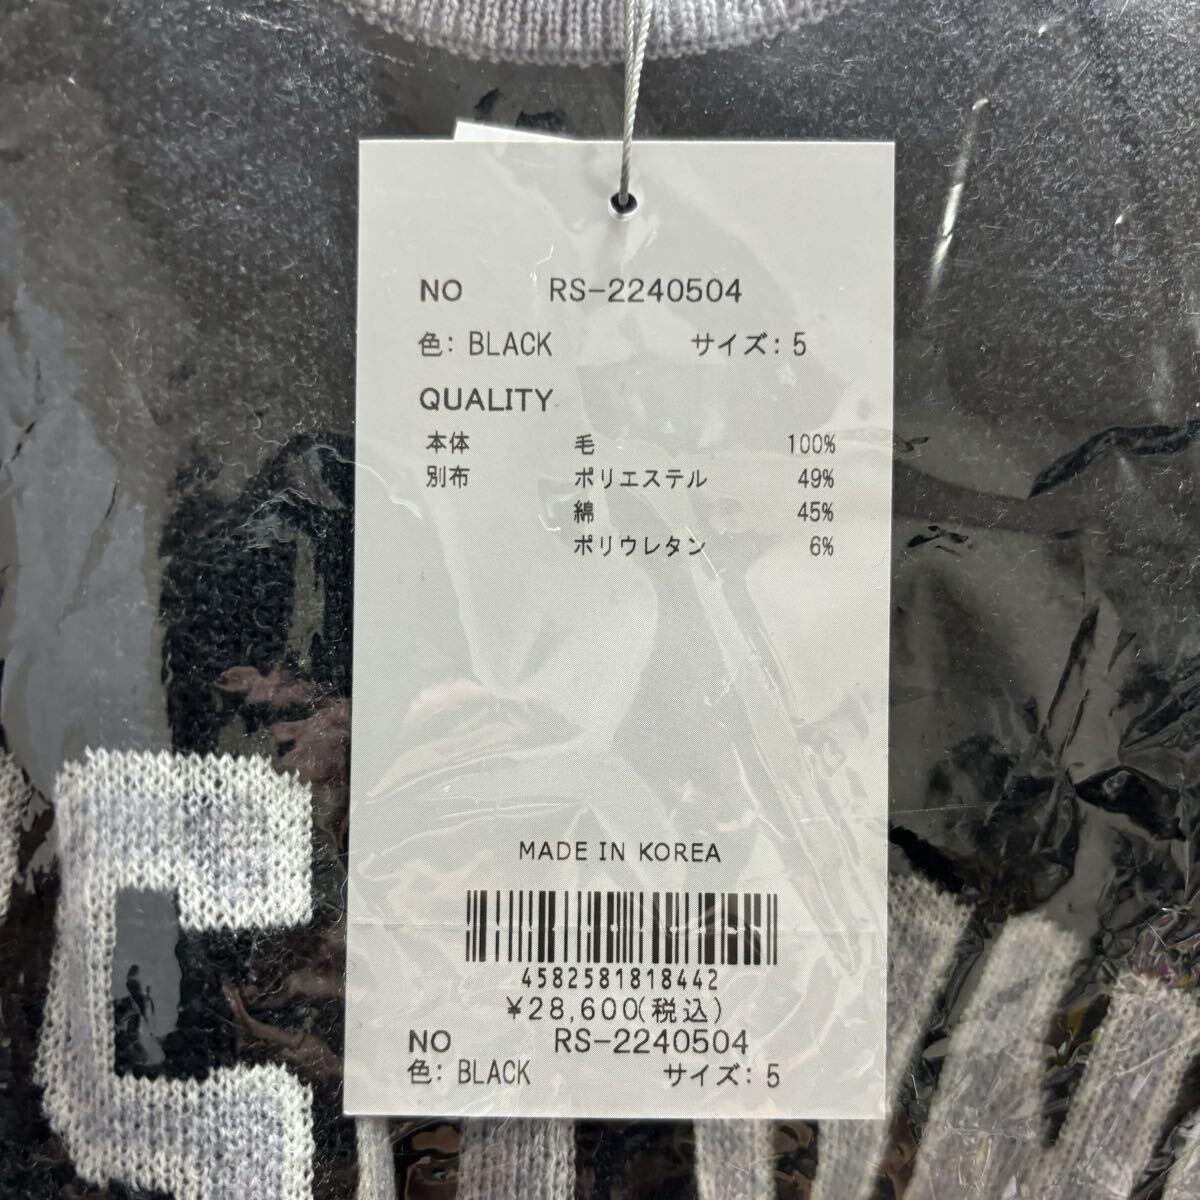 NO RS-2240504
色: BLACK サイズ: 5
QUALITY
本体 毛 100%
別布 ポリエステル 49%
綿 45%
ポリウレタン 6%
MADE IN KOREA
4582581818442
¥28,600(税込)
NO RS-2240504
色: BLACK サイズ: 5